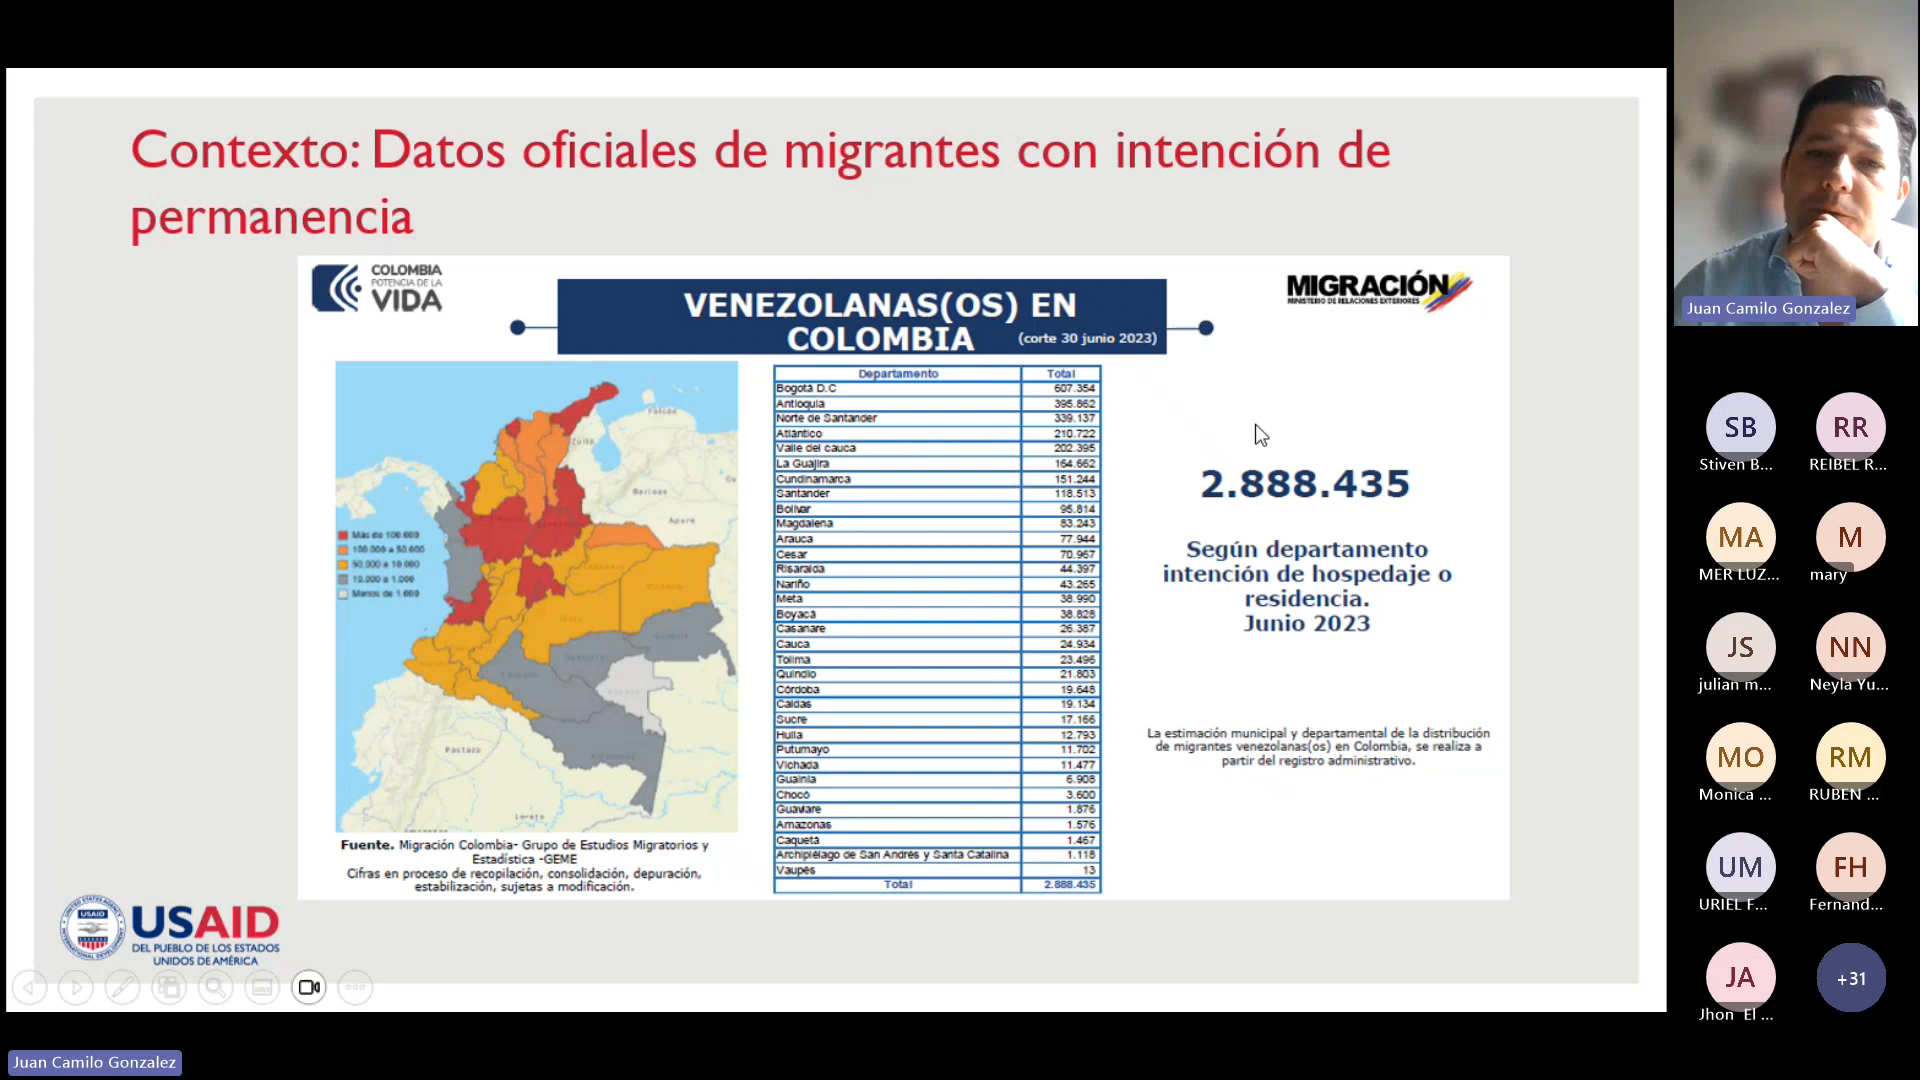 Contexto: Datos oficiales de migrantes con intención de
permanencia
COLOMBIA
POTENCIA DE LA
VIDA
VENEZOLANAS(OS) EN
COLOMBIA (corte 30 junio 2023)
MIGRACIÓN
MINISTERIO DE RELACIONES EXTERIORES
Más de 100.000
100.000 a 50.000
50.000 a 10.000
10.000 a 1.000
Menos de 1.000
Falcón
Zulia
Barinas
Apure
Pastaza
Loreto
Departamento Total
Bogotá D.C 607.354
Antioquia 395.862
Norte de Santander 339.137
Atlántico 210.722
Valle del cauca 202.395
La Guajira 164.662
Cundinamarca 151.244
Santander 118.513
Bolívar 95.814
Magdalena 83.243
Arauca 77.944
Cesar 70.967
Risaralda 44.397
Nariño 43.265
Meta 38.990
Boyacá 38.828
Casanare 26.387
Cauca 24.934
Tolima 23.496
Quindio 21.803
Córdoba 19.648
Caldas 19.134
Sucre 17.166
Huila 12.793
Putumayo 11.702
Vichada 11.477
Guainía 6.908
Chocó 3.600
Guaviare 1.876
Amazonas 1.576
Caquetá 1.467
Archipiélago de San Andrés y Santa Catalina 1.118
Vaupés 13
Total 2.888.435
2.888.435
Según departamento
intención de hospedaje o
residencia.
Junio 2023
La estimación municipal y departamental de la distribución
de migrantes venezolanas(os) en Colombia, se realiza a
partir del registro administrativo.
Fuente. Migración Colombia- Grupo de Estudios Migratorios y
Estadística -GEME
Cifras en proceso de recopilación, consolidación, depuración,
estabilización, sujetas a modificación.
USAID
USAID
DEL PUEBLO DE LOS ESTADOS
UNIDOS DE AMÉRICA
Juan Camilo Gonzalez
Juan Camilo Gonzalez
SB
Stiven B...
RR
REIBEL R...
MA
MER LUZ...
M
mary
JS
julian m...
NN
Neyla Yu...
MO
Monica ...
RM
RUBEN ...
UM
URIEL F...
FH
Fernand...
JA
Jhon El ...
+31